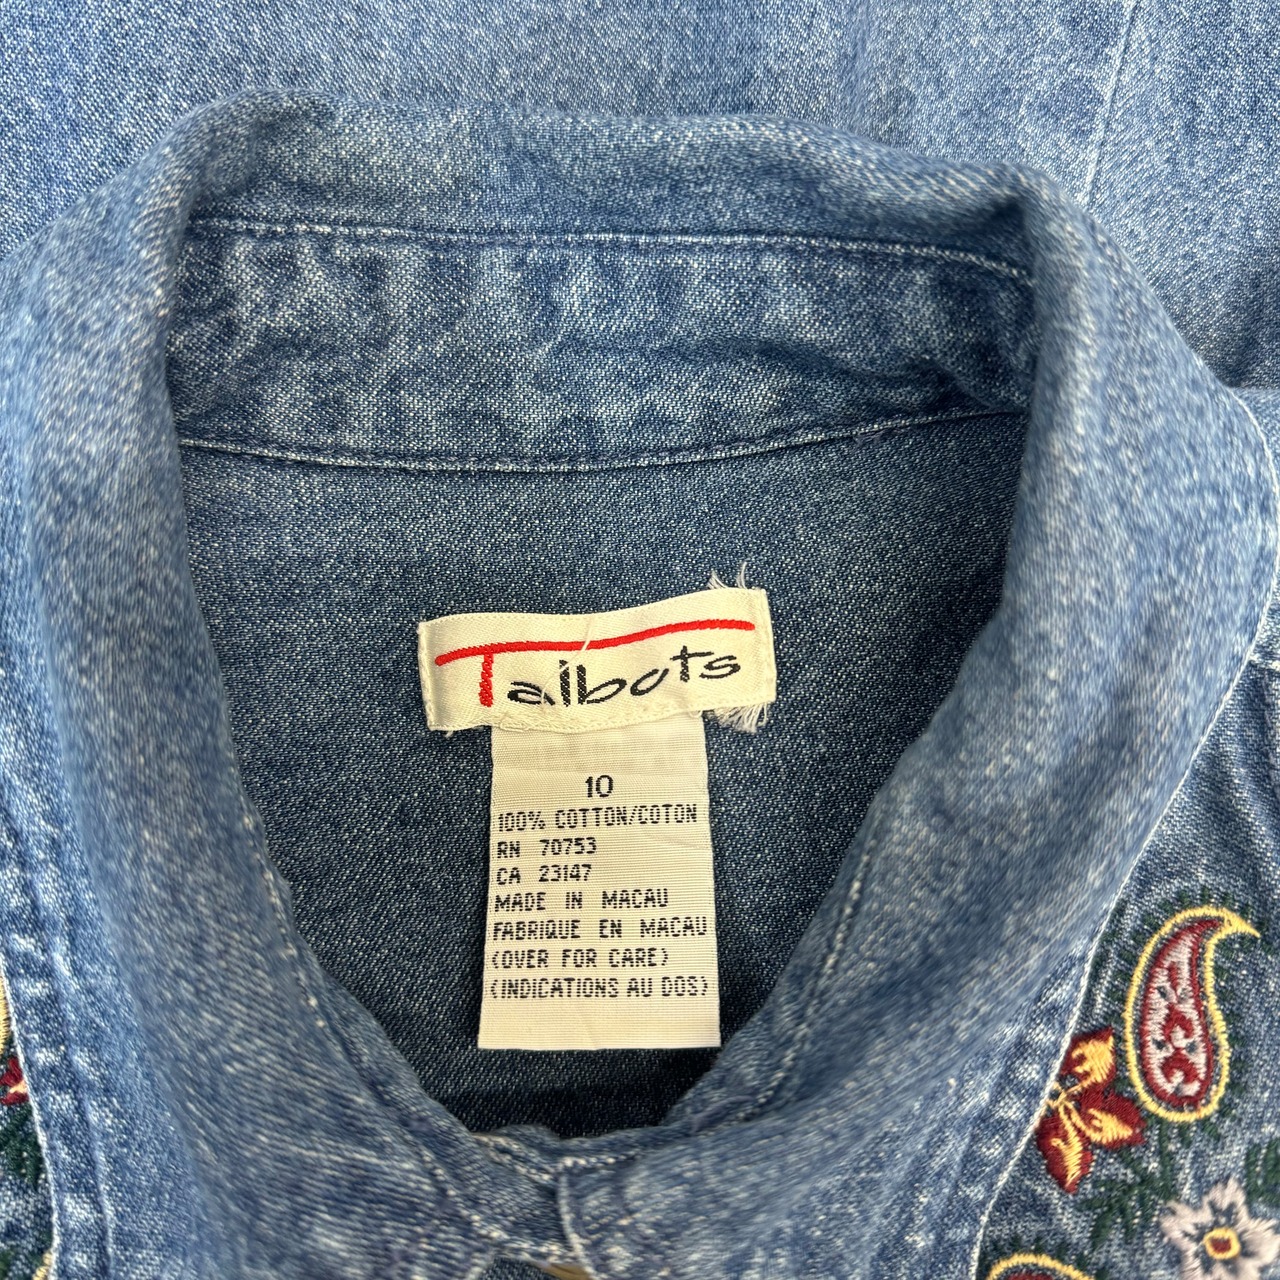 Talbots
10
100% COTTON/COTON
RN 70753
CA 23147
MADE IN MACAU
FABRIQUE EN MACAU
(OVER FOR CARE)
(INDICATIONS AU DOS)